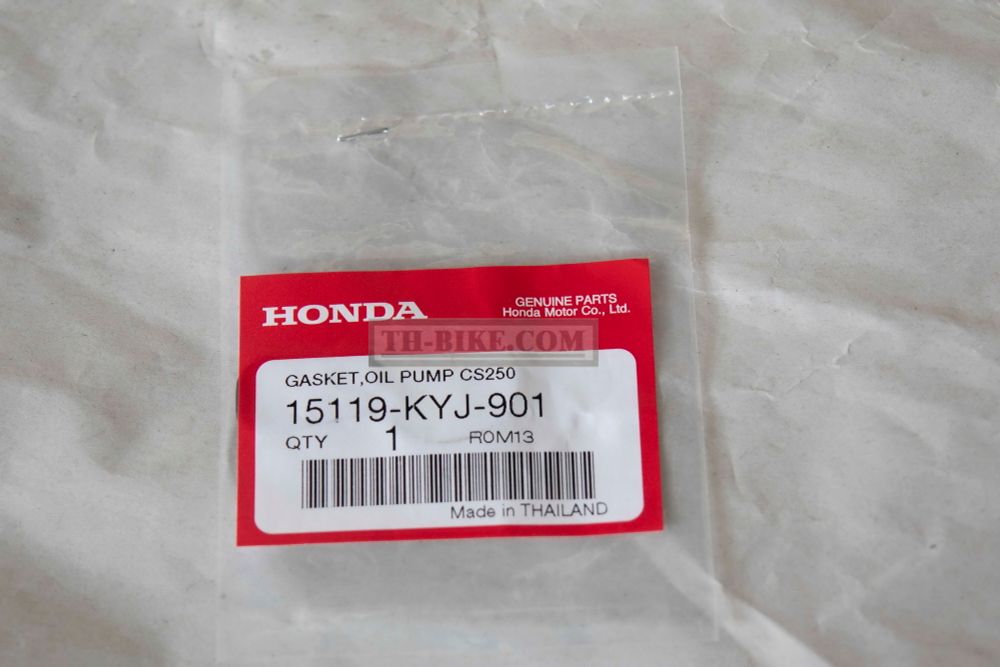 HONDA
GENUINE PARTS
Honda Motor Co., Ltd.
TH-BIKE.COM
GASKET,OIL PUMP CS250
15119-KYJ-901
QTY 1 R0M13
Made in THAILAND